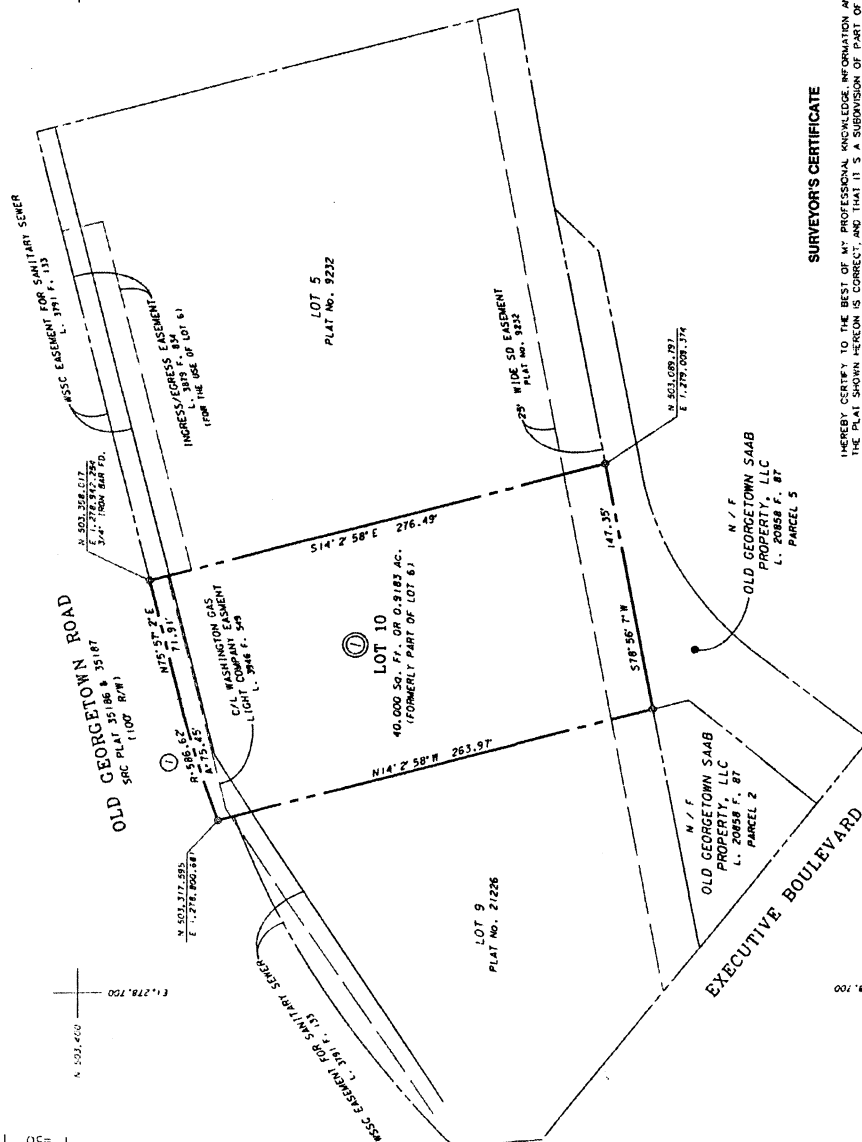 WSSC EASEMENT FOR SANITARY SEWER
L. 3791 F. 133
INGRESS/EGRESS EASEMENT
L. 3879 F. 834
(FOR THE USE OF LOT 6)
N 503,358.017
E 1,278,942.254
3/4" IRON BAR FD.
OLD GEORGETOWN ROAD
SRC PLAT 35186 & 35187
(100' R/W)
N75°57'2"E
71.91'
1
R=586.62'
A=75.45'
C/L WASHINGTON GAS
LIGHT COMPANY EASMENT
L. 3946 F. 549
N 503,317.595
E 1,278,800.681
LOT 5
PLAT No. 9232
S14°2'58"E 276.49'
1
LOT 10
40,000 SQ. FT. OR 0.9183 AC.
(FORMERLY PART OF LOT 6)
N14°2'58"W 263.97'
25' WIDE SD EASEMENT
PLAT NO. 9232
N 503,089.797
E 1,279,009.374
S78°56'7"W
147.35'
N / F
OLD GEORGETOWN SAAB
PROPERTY, LLC
L. 20858 F. 87
PARCEL 5
N / F
OLD GEORGETOWN SAAB
PROPERTY, LLC
L. 20858 F. 87
PARCEL 2
LOT 9
PLAT No. 21226
WSSC EASEMENT FOR SANITARY SEWER
L. 3791 F. 133
EXECUTIVE BOULEVARD
N 503,400
E 1,278,700
SURVEYOR'S CERTIFICATE
I HEREBY CERTIFY TO THE BEST OF MY PROFESSIONAL KNOWLEDGE, INFORMATION
THE PLAT SHOWN HEREON IS CORRECT, AND THAT IT IS A SUBDIVISION OF PART OF